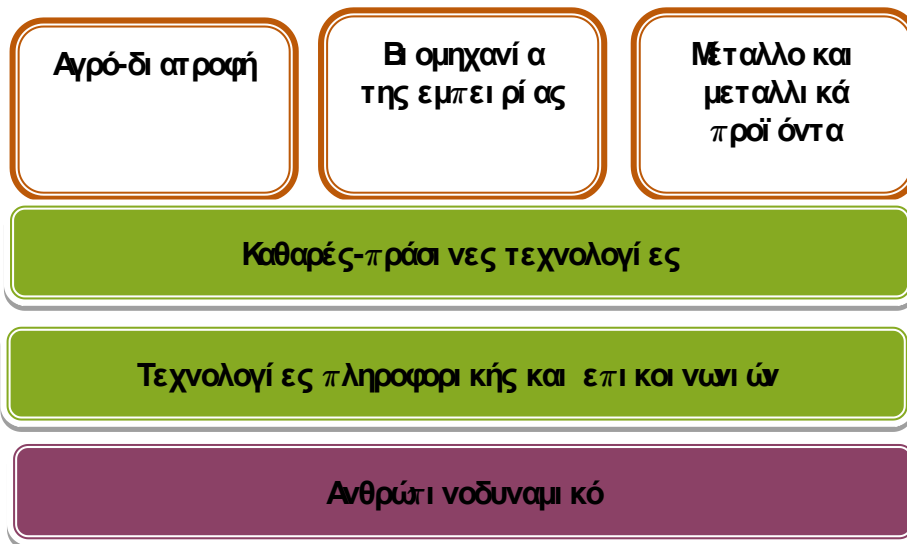 Αγρό-διατροφή
Βιομηχανία
της εμπειρίας
Μέταλλο και
μεταλλικά
προϊόντα
Καθαρές-πράσινες τεχνολογίες
Τεχνολογίες πληροφορικής και επικοινωνιών
Ανθρώπινο δυναμικό